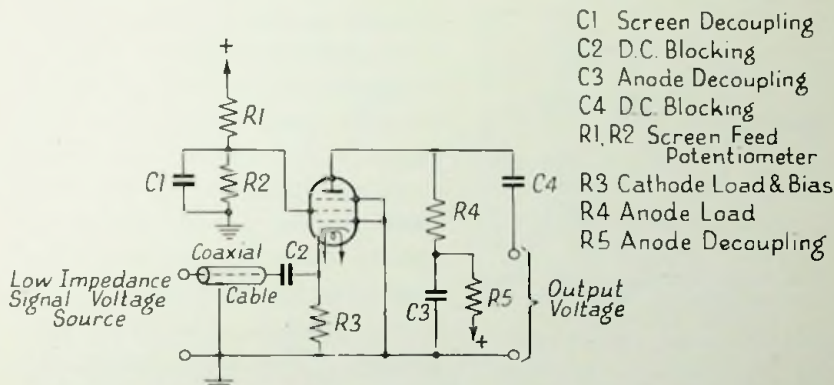 +
R1
C1
R2
Coaxial
Cable
C2
Low Impedance
Signal Voltage
Source
R3
R4
C4
C3
R5
+
Output
Voltage
C1 Screen Decoupling
C2 D.C. Blocking
C3 Anode Decoupling
C4 D.C. Blocking
R1, R2 Screen Feed
Potentiometer
R3 Cathode Load & Bias
R4 Anode Load
R5 Anode Decoupling